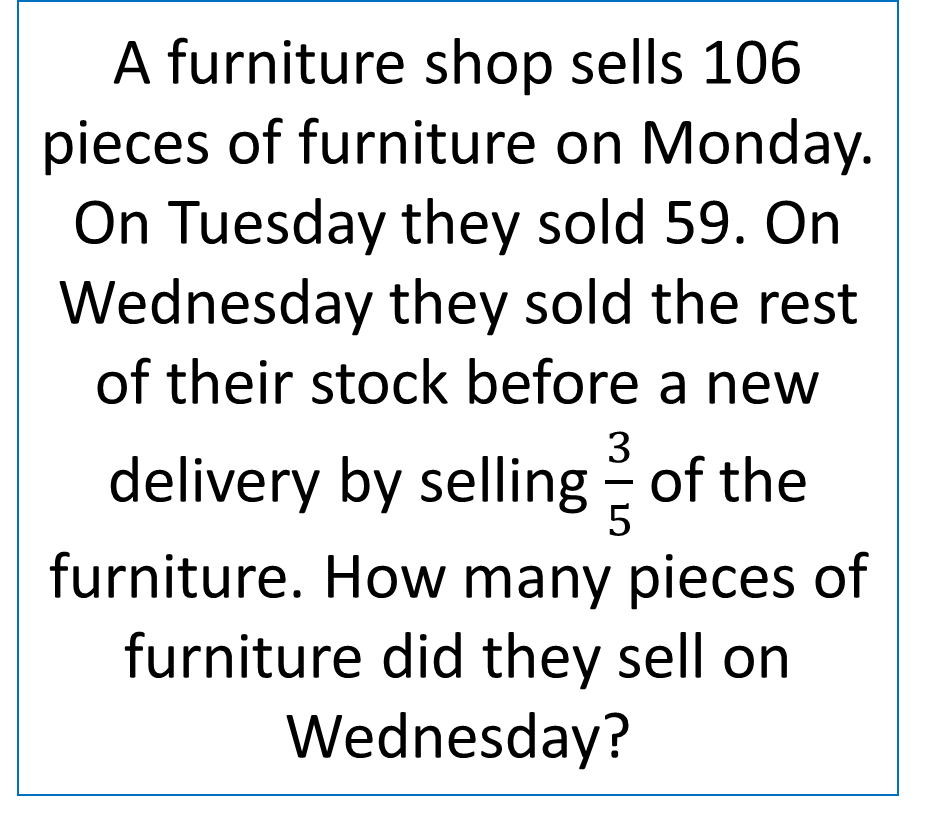 A furniture shop sells 106
pieces of furniture on Monday.
On Tuesday they sold 59. On
Wednesday they sold the rest
of their stock before a new
delivery by selling 3/5 of the
furniture. How many pieces of
furniture did they sell on
Wednesday?